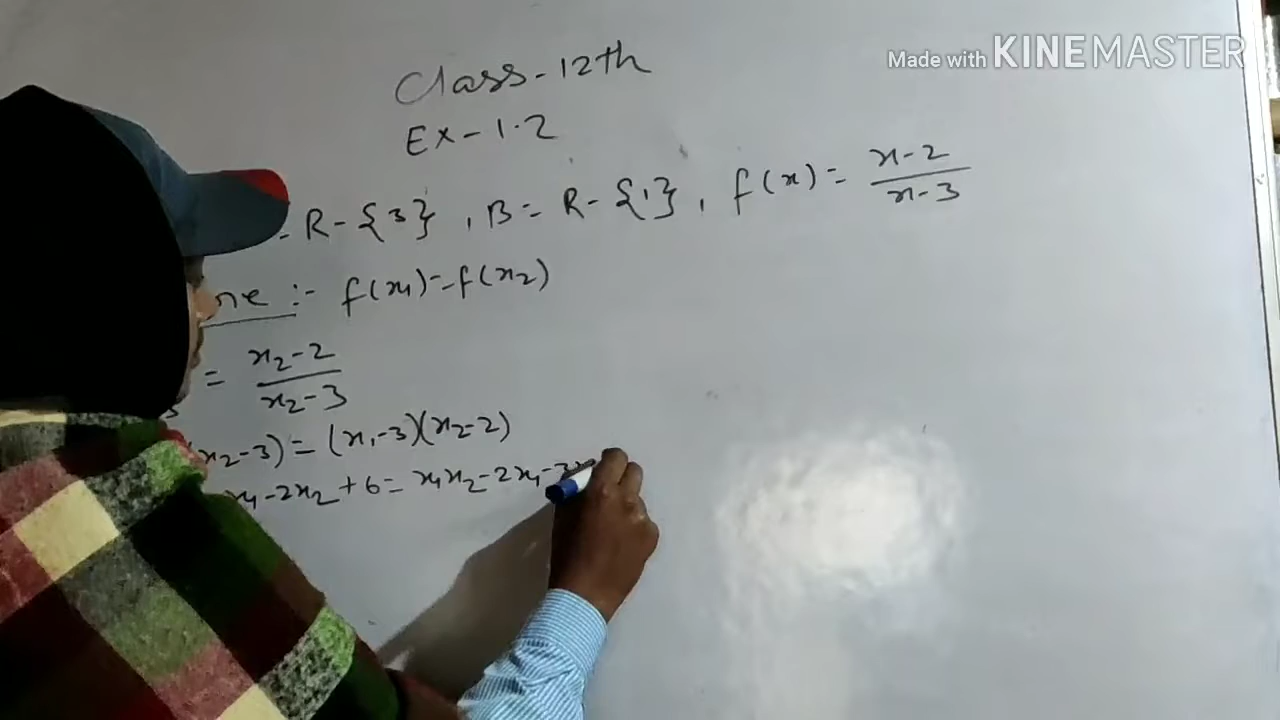 Made with KINEMASTER
Class-12th
Ex-1.2
= R-{3}, B = R-{1}, f(x) = x-2/x-3
ne :- f(x₁)=f(x₂)
= x₂-2/x₂-3
x₂-3)=(x₁-3)(x₂-2)
x₁-2x₂+6= x₁x₂-2x₁-3x